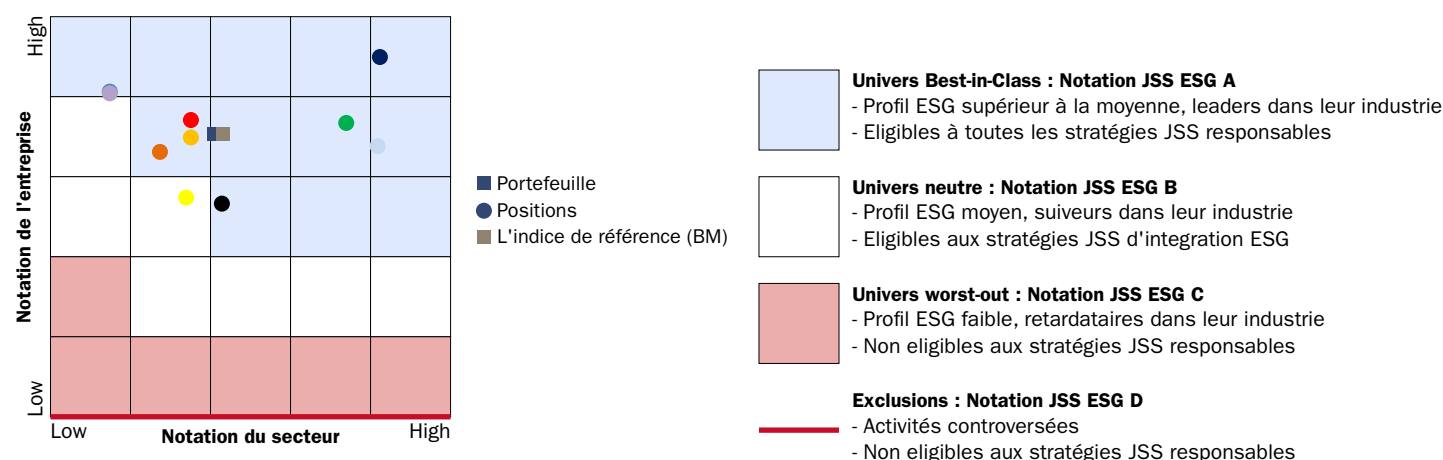 High
Notation de l'entreprise
Low
Low
Notation du secteur
High
Portefeuille
Positions
L'indice de référence (BM)
Univers Best-in-Class : Notation JSS ESG A
- Profil ESG supérieur à la moyenne, leaders dans leur industrie
- Eligibles à toutes les stratégies JSS responsables
Univers neutre : Notation JSS ESG B
- Profil ESG moyen, suiveurs dans leur industrie
- Eligibles aux stratégies JSS d'integration ESG
Univers worst-out : Notation JSS ESG C
- Profil ESG faible, retardataires dans leur industrie
- Non eligibles aux stratégies JSS responsables
Exclusions : Notation JSS ESG D
- Activités controversées
- Non eligibles aux stratégies JSS responsables